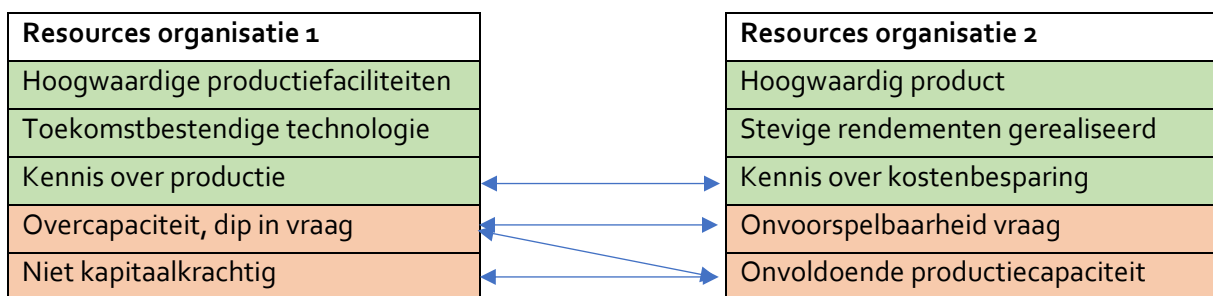 Resources organisatie 1
Hoogwaardige productiefaciliteiten
Toekomstbestendige technologie
Kennis over productie
Overcapaciteit, dip in vraag
Niet kapitaalkrachtig
Resources organisatie 2
Hoogwaardig product
Stevige rendementen gerealiseerd
Kennis over kostenbesparing
Onvoorspelbaarheid vraag
Onvoldoende productiecapaciteit